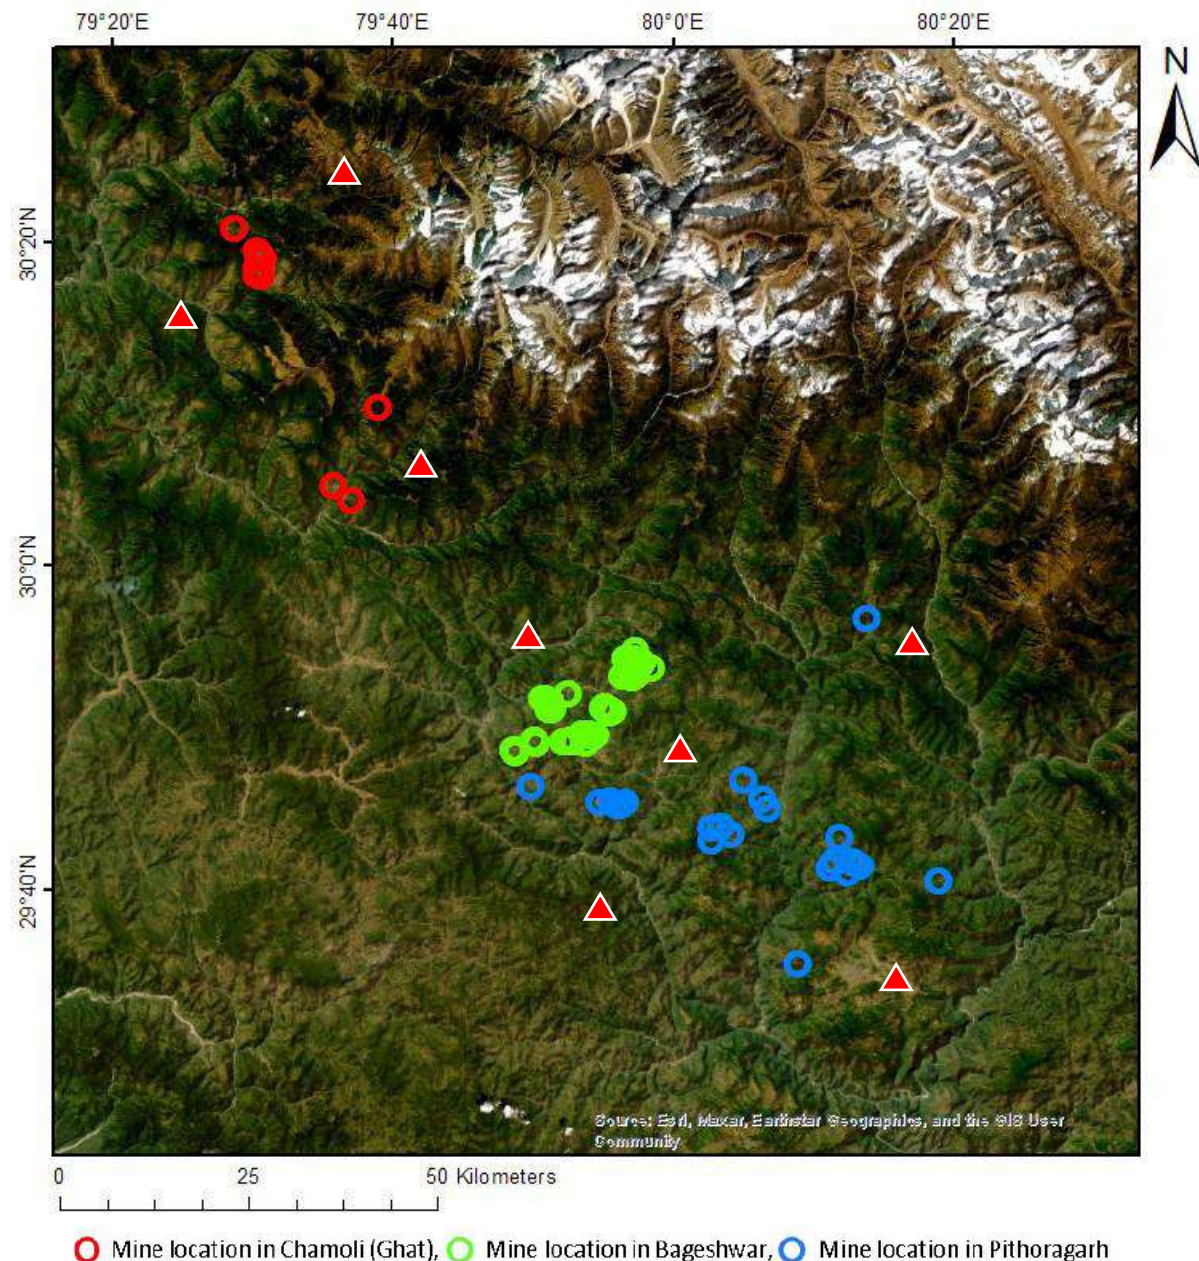 79°20'E 79°40'E 80°0'E 80°20'E
N
30°20'N
30°0'N
29°40'N
Source: Esri, Maxar, Earthstar Geographics, and the GIS User
Community
0 25 50 Kilometers
Mine location in Chamoli (Ghat), Mine location in Bageshwar, Mine location in Pithoragarh